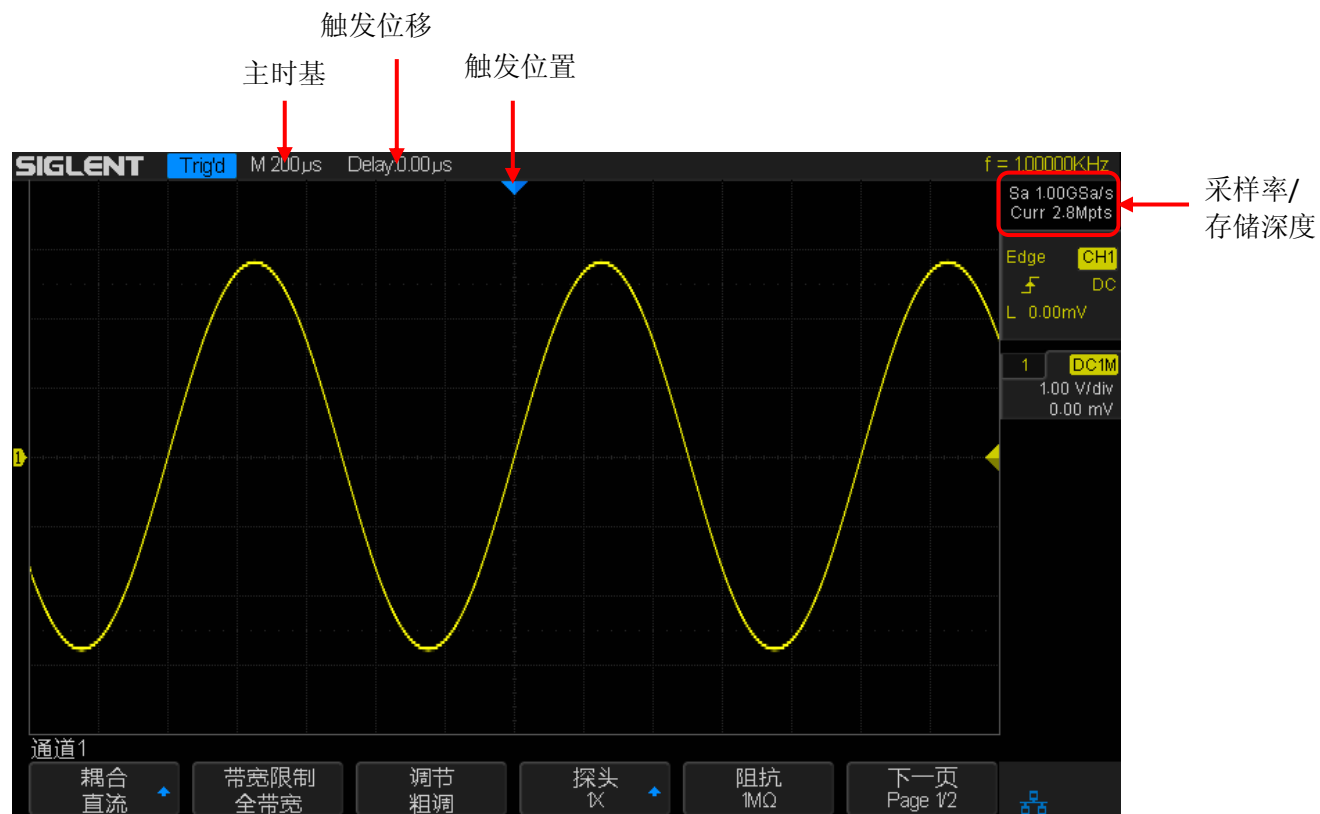 触发位移
主时基
触发位置
SIGLENT Trig'd M 200µs Delay:0.00µs f = 1.00000KHz
Sa 1.00GSa/s
Curr 2.8Mpts
采样率/
存储深度
Edge CH1
DC
L 0.00mV
1 DC1M
1.00 V/div
0.00 mV
1
通道1
耦合
直流
带宽限制
全带宽
调节
粗调
探头
1X
阻抗
1MΩ
下一页
Page 1/2